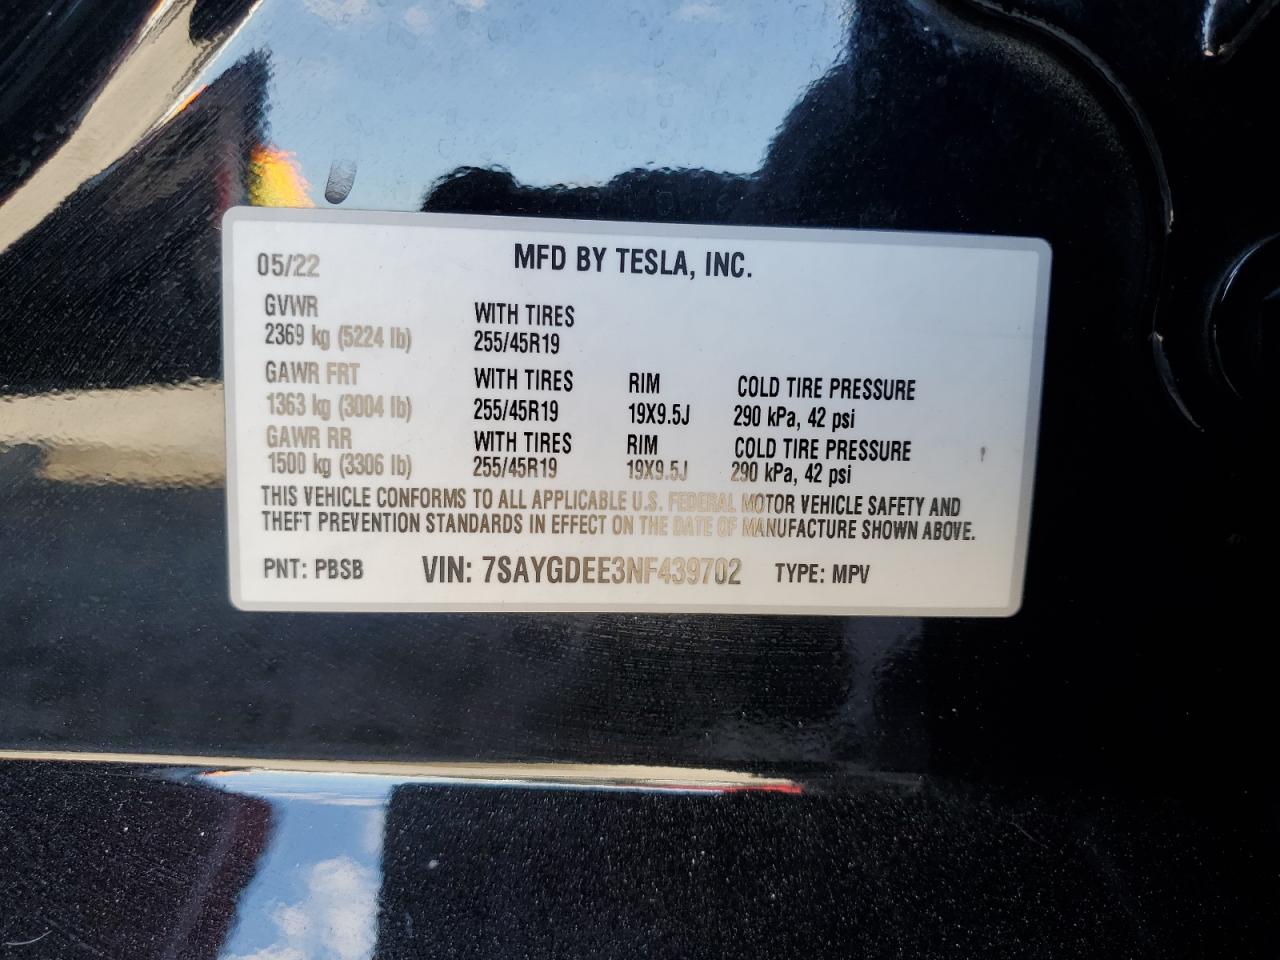 05/22 MFD BY TESLA, INC.
GVWR WITH TIRES
2369 kg (5224 lb) 255/45R19
GAWR FRT WITH TIRES RIM COLD TIRE PRESSURE
1363 kg (3004 lb) 255/45R19 19X9.5J 290 kPa, 42 psi
GAWR RR WITH TIRES RIM COLD TIRE PRESSURE
1500 kg (3306 lb) 255/45R19 19X9.5J 290 kPa, 42 psi
THIS VEHICLE CONFORMS TO ALL APPLICABLE U.S. FEDERAL MOTOR VEHICLE SAFETY AND
THEFT PREVENTION STANDARDS IN EFFECT ON THE DATE OF MANUFACTURE SHOWN ABOVE.
PNT: PBSB VIN: 7SAYGDEE3NF439702 TYPE: MPV